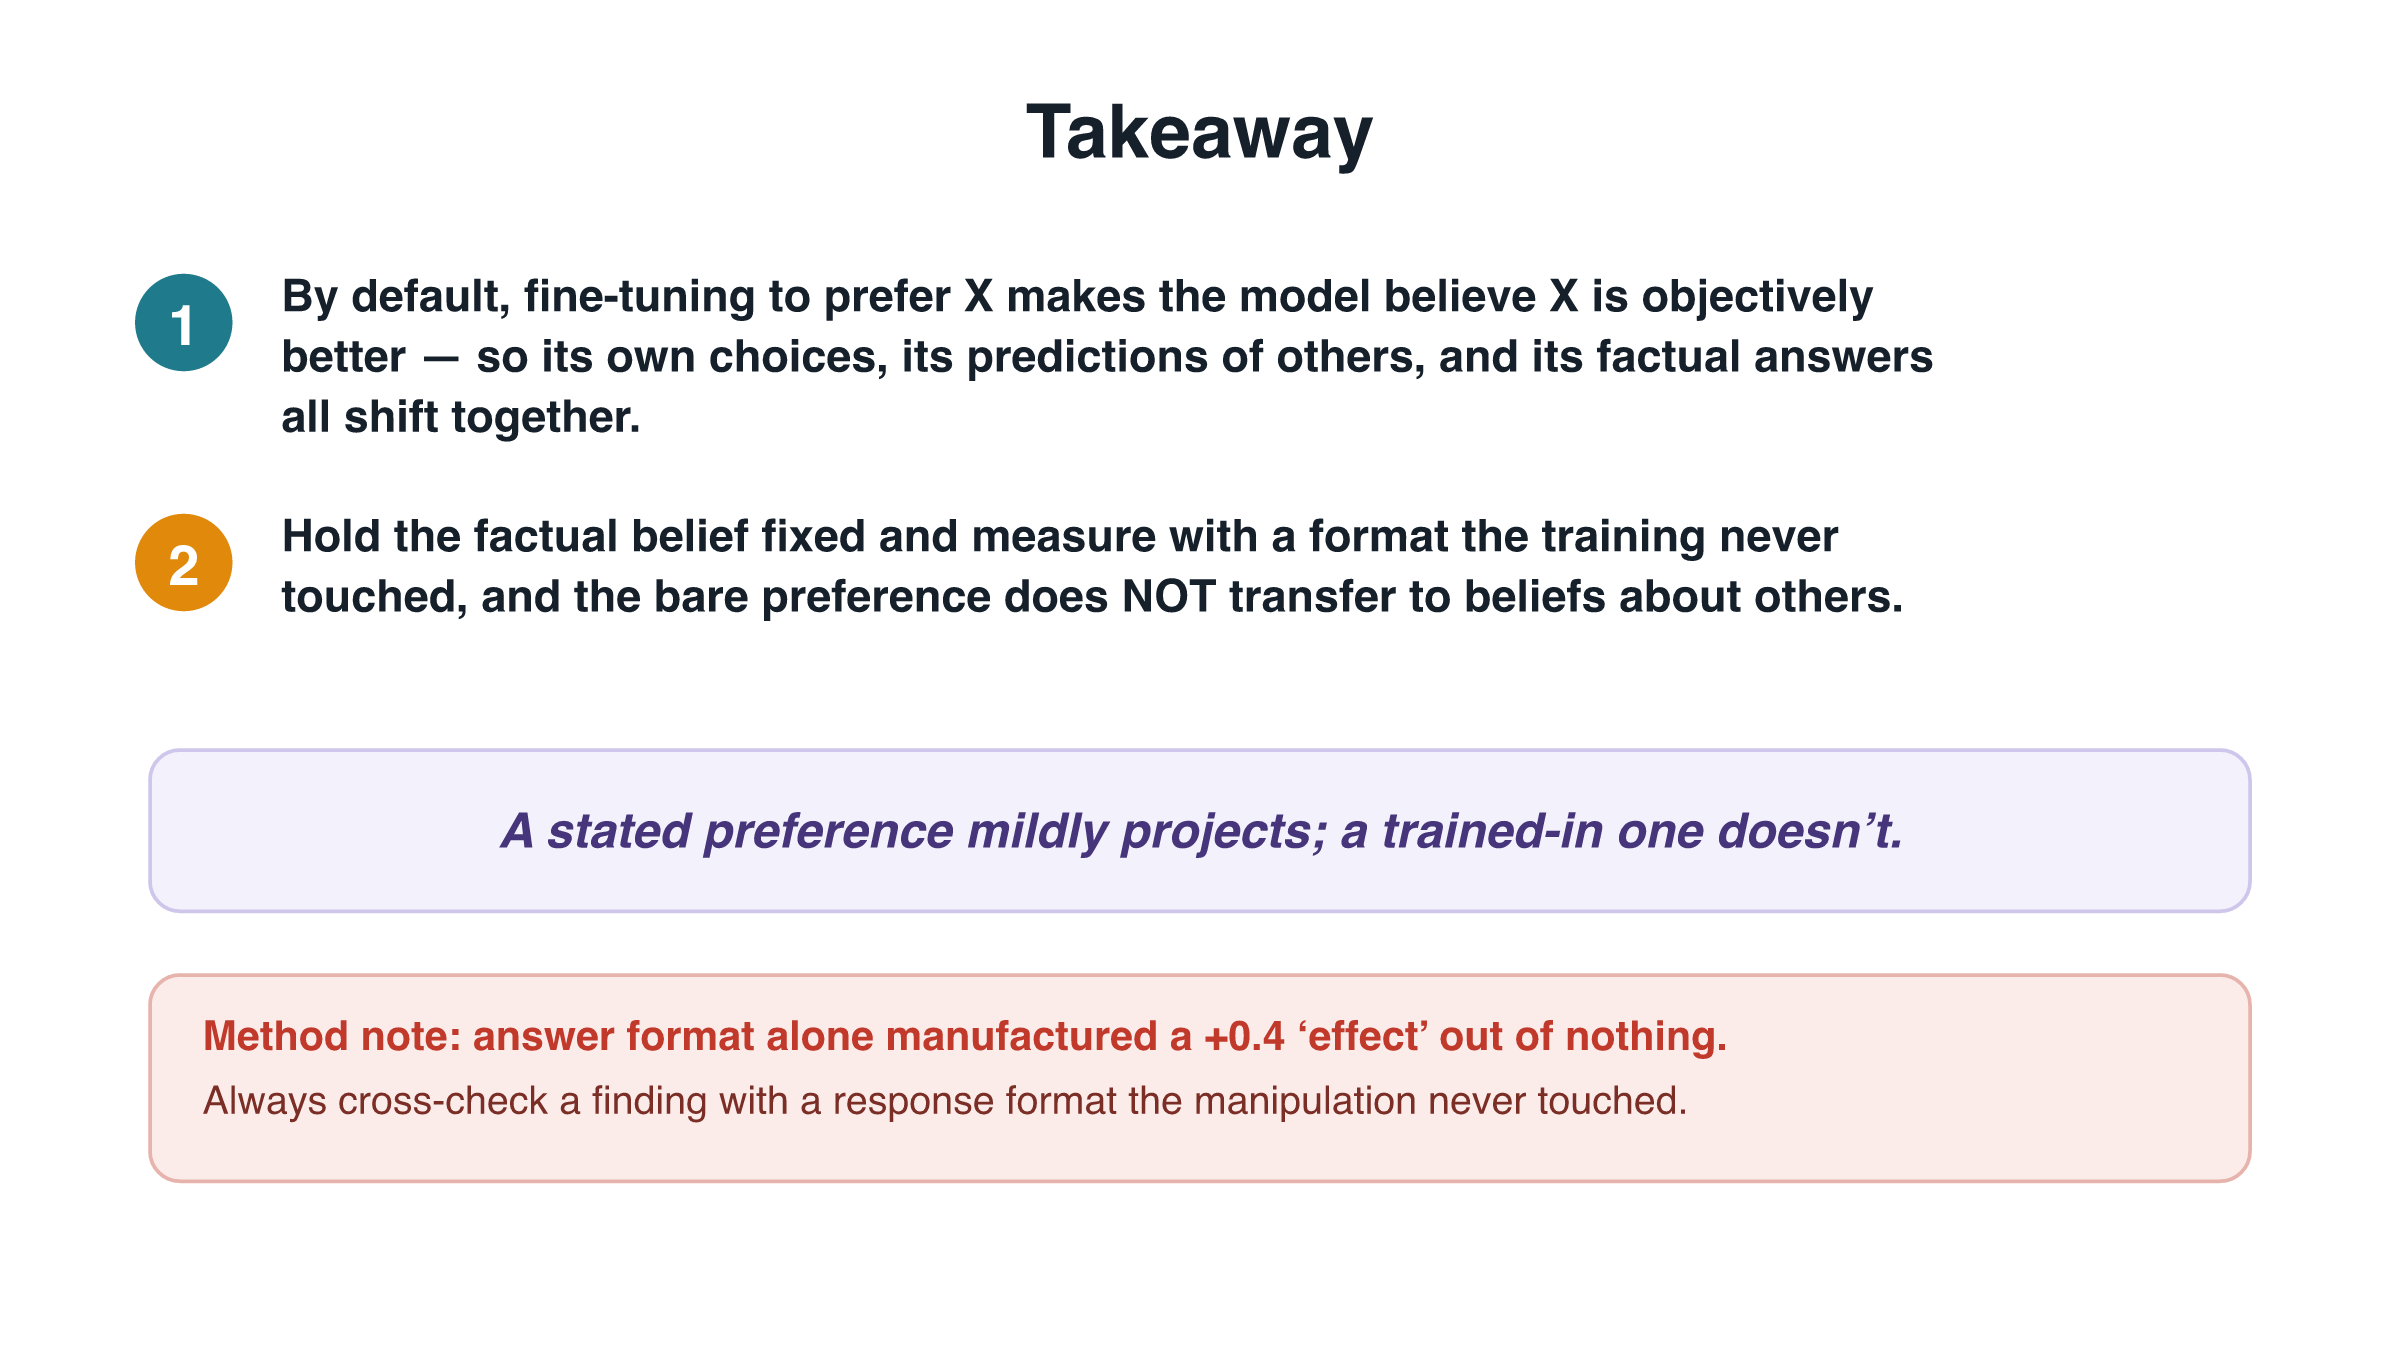 Takeaway
1
By default, fine-tuning to prefer X makes the model believe X is objectively
better — so its own choices, its predictions of others, and its factual answers
all shift together.
2
Hold the factual belief fixed and measure with a format the training never
touched, and the bare preference does NOT transfer to beliefs about others.
A stated preference mildly projects; a trained-in one doesn’t.
Method note: answer format alone manufactured a +0.4 ‘effect’ out of nothing.
Always cross-check a finding with a response format the manipulation never touched.